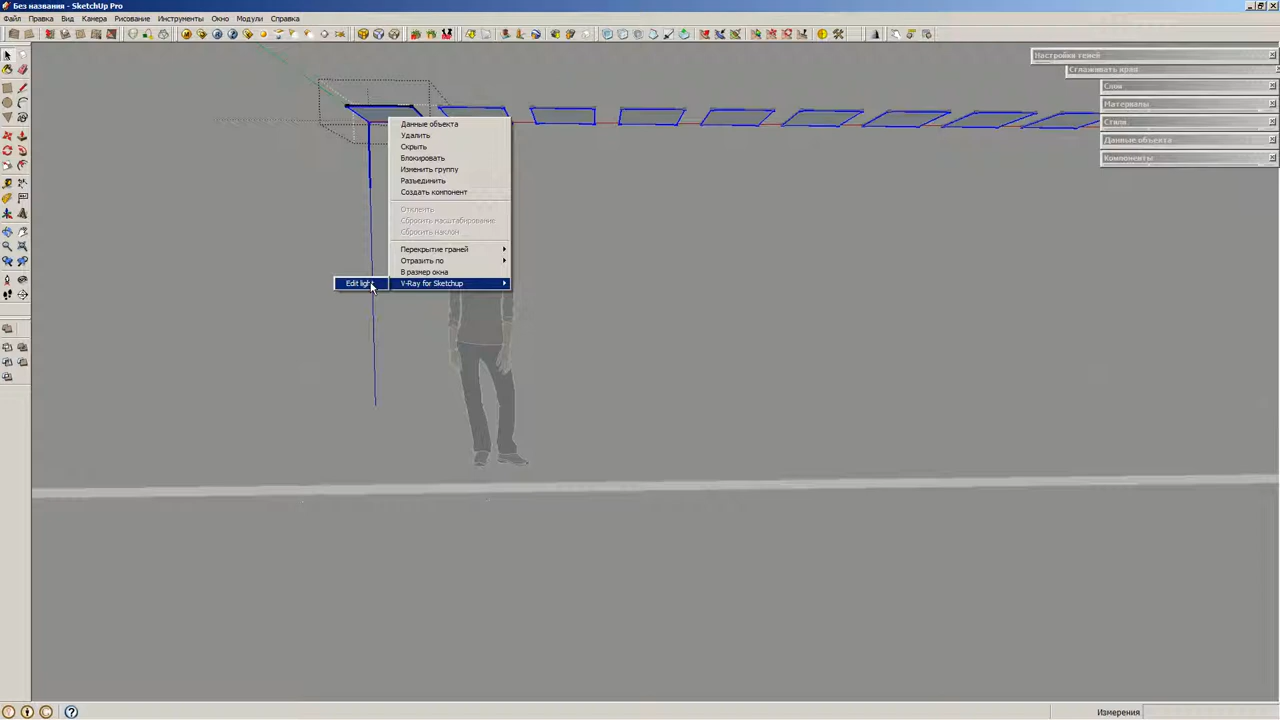 Без названия - SketchUp Pro
Файл Правка Вид Камера Рисование Инструменты Окно Модули Справка
Настройки теней
Сглаживать края
Слои
Материалы
Стили
Данные объекта
Компоненты
Данные объекта
Удалить
Скрыть
Блокировать
Изменить группу
Разъединить
Создать компонент
Отклеить
Сбросить масштабирование
Сбросить наклон
Перекрытие граней
Отразить по
В размер окна
Edit light V-Ray for Sketchup
Измерения